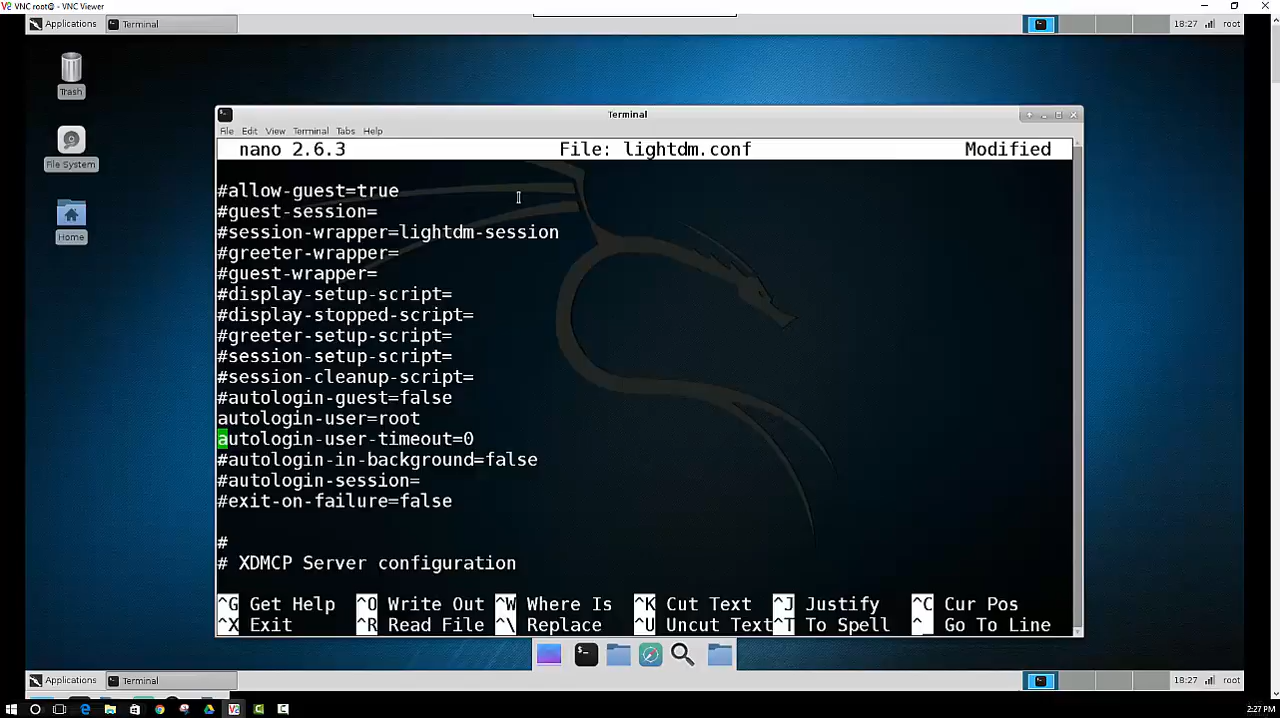 VNC root@ - VNC Viewer
Applications Terminal 18:27 root
Trash
File System
Home
Terminal
File Edit View Terminal Tabs Help
nano 2.6.3 File: lightdm.conf Modified
#allow-guest=true
#guest-session=
#session-wrapper=lightdm-session
#greeter-wrapper=
#guest-wrapper=
#display-setup-script=
#display-stopped-script=
#greeter-setup-script=
#session-setup-script=
#session-cleanup-script=
#autologin-guest=false
autologin-user=root
autologin-user-timeout=0
#autologin-in-background=false
#autologin-session=
#exit-on-failure=false
#
# XDMCP Server configuration
^G Get Help ^O Write Out ^W Where Is ^K Cut Text ^J Justify ^C Cur Pos
^X Exit ^R Read File ^\ Replace ^U Uncut Text ^T To Spell ^_ Go To Line
Applications Terminal 18:27 root
2:27 PM